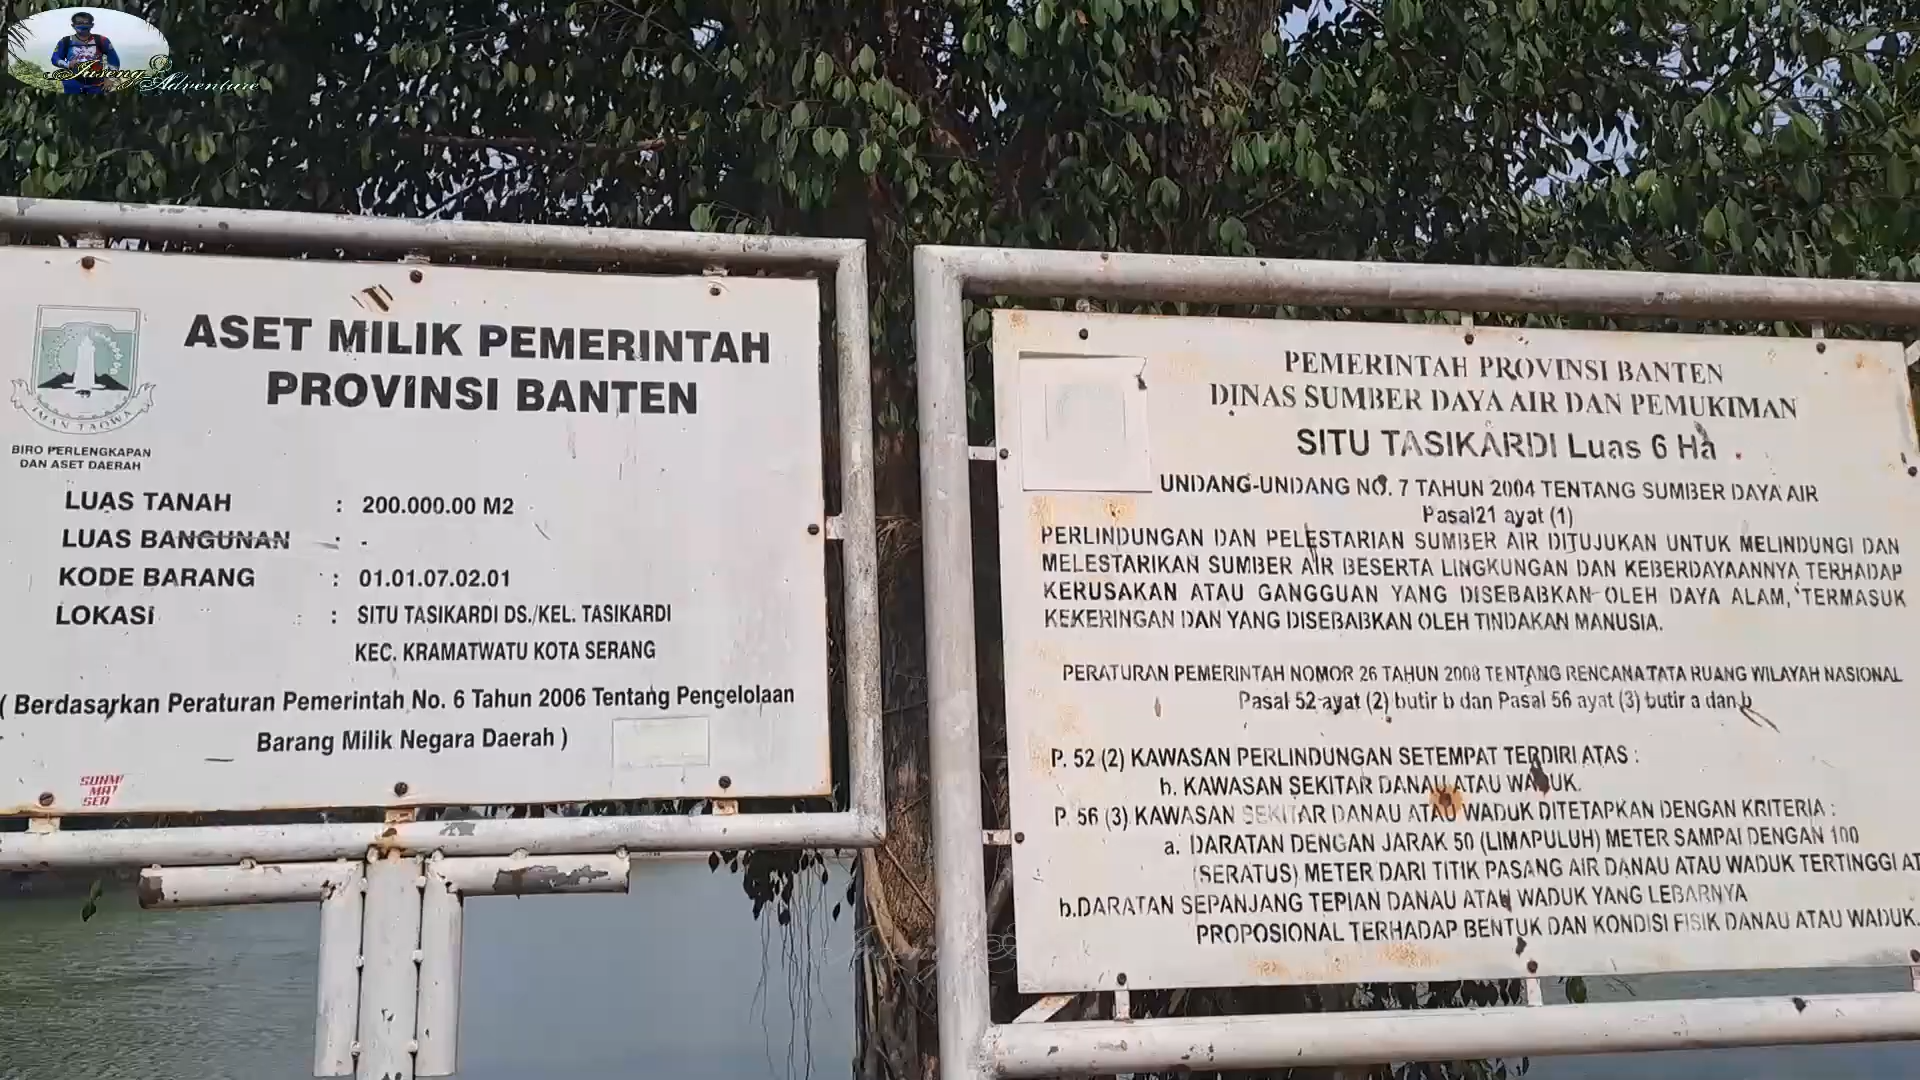 Juseng Adventure
ASET MILIK PEMERINTAH
PROVINSI BANTEN
IMAN TAQWA
BIRO PERLENGKAPAN
DAN ASET DAERAH
LUAS TANAH : 200.000.00 M2
LUAS BANGUNAN : -
KODE BARANG : 01.01.07.02.01
LOKASI : SITU TASIKARDI DS./KEL. TASIKARDI
KEC. KRAMATWATU KOTA SERANG
( Berdasarkan Peraturan Pemerintah No. 6 Tahun 2006 Tentang Pengelolaan
Barang Milik Negara Daerah )
PEMERINTAH PROVINSI BANTEN
DINAS SUMBER DAYA AIR DAN PEMUKIMAN
SITU TASIKARDI Luas 6 Ha
UNDANG-UNDANG NO. 7 TAHUN 2004 TENTANG SUMBER DAYA AIR
Pasal21 ayat (1)
PERLINDUNGAN DAN PELESTARIAN SUMBER AIR DITUJUKAN UNTUK MELINDUNGI DAN
MELESTARIKAN SUMBER AIR BESERTA LINGKUNGAN DAN KEBERDAYAANNYA TERHADAP
KERUSAKAN ATAU GANGGUAN YANG DISEBABKAN OLEH DAYA ALAM, TERMASUK
KEKERINGAN DAN YANG DISEBABKAN OLEH TINDAKAN MANUSIA.
PERATURAN PEMERINTAH NOMOR 26 TAHUN 2008 TENTANG RENCANA TATA RUANG WILAYAH NASIONAL
Pasal 52 ayat (2) butir b dan Pasal 56 ayat (3) butir a dan b
P. 52 (2) KAWASAN PERLINDUNGAN SETEMPAT TERDIRI ATAS :
b. KAWASAN SEKITAR DANAU ATAU WADUK.
P. 56 (3) KAWASAN SEKITAR DANAU ATAU WADUK DITETAPKAN DENGAN KRITERIA :
a. DARATAN DENGAN JARAK 50 (LIMAPULUH) METER SAMPAI DENGAN 100
(SERATUS) METER DARI TITIK PASANG AIR DANAU ATAU WADUK TERTINGGI AT
b.DARATAN SEPANJANG TEPIAN DANAU ATAU WADUK YANG LEBARNYA
PROPOSIONAL TERHADAP BENTUK DAN KONDISI FISIK DANAU ATAU WADUK.